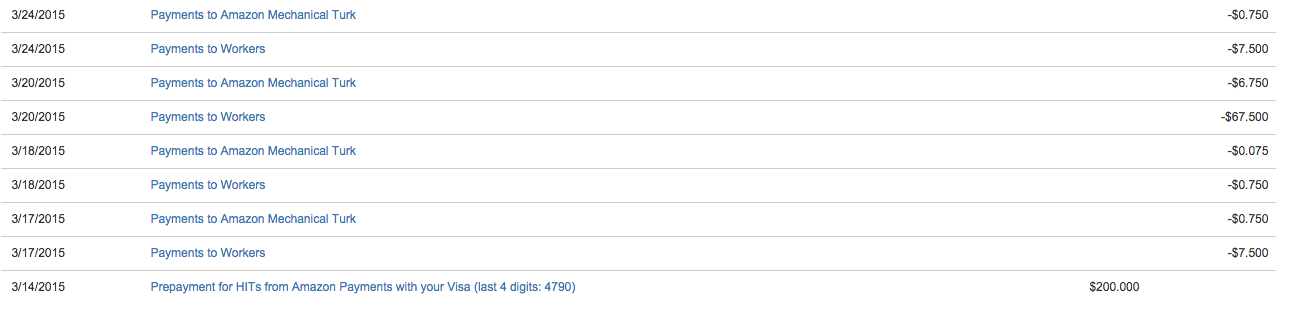 3/24/2015 Payments to Amazon Mechanical Turk -$0.750
3/24/2015 Payments to Workers -$7.500
3/20/2015 Payments to Amazon Mechanical Turk -$6.750
3/20/2015 Payments to Workers -$67.500
3/18/2015 Payments to Amazon Mechanical Turk -$0.075
3/18/2015 Payments to Workers -$0.750
3/17/2015 Payments to Amazon Mechanical Turk -$0.750
3/17/2015 Payments to Workers -$7.500
3/14/2015 Prepayment for HITs from Amazon Payments with your Visa (last 4 digits: 4790) $200.000